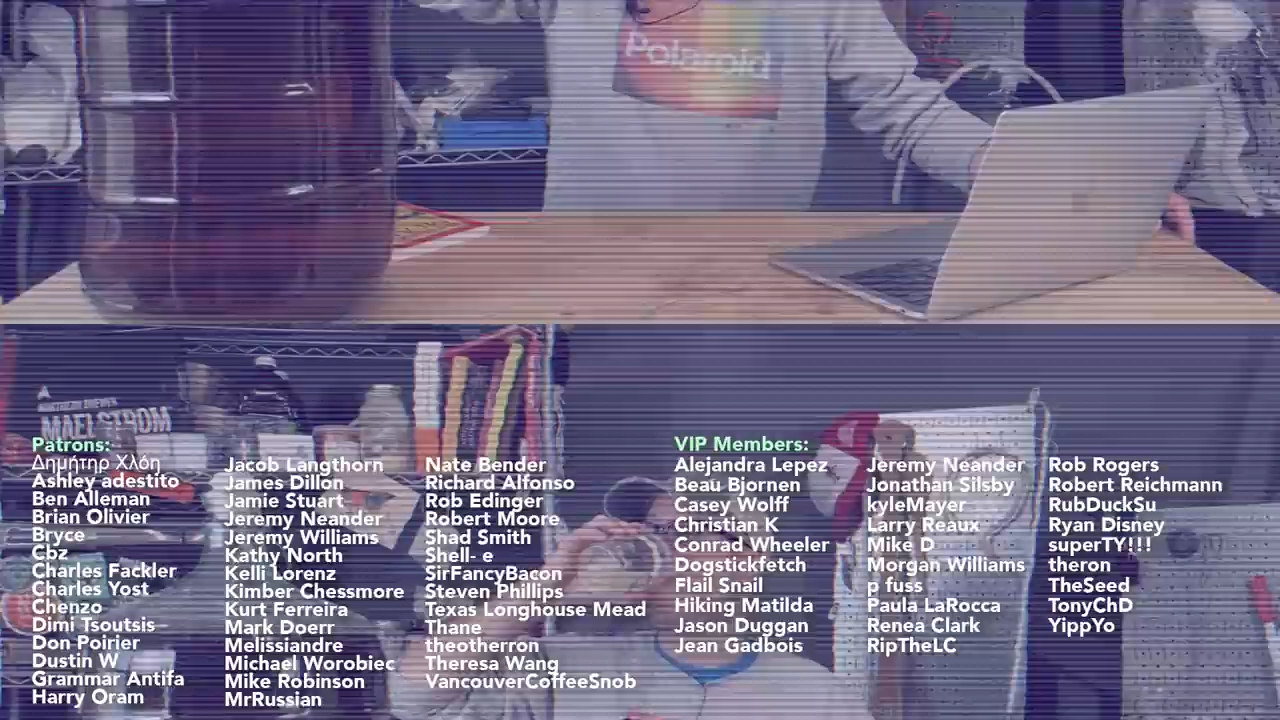 Polaroid
NORTHERN BREWER
MAELSTROM
Patrons:
Δημήτηρ Χλόη
Ashley adestito
Ben Alleman
Brian Olivier
Bryce
Cbz
Charles Fackler
Charles Yost
Chenzo
Dimi Tsoutsis
Don Poirier
Dustin W
Grammar Antifa
Harry Oram
Jacob Langthorn
James Dillon
Jamie Stuart
Jeremy Neander
Jeremy Williams
Kathy North
Kelli Lorenz
Kimber Chessmore
Kurt Ferreira
Mark Doerr
Melissandre
Michael Worobiec
Mike Robinson
MrRussian
Nate Bender
Richard Alfonso
Rob Edinger
Robert Moore
Shad Smith
Shell- e
SirFancyBacon
Steven Phillips
Texas Longhouse Mead
Thane
theotherron
Theresa Wang
VancouverCoffeeSnob
VIP Members:
Alejandra Lepez
Beau Bjornen
Casey Wolff
Christian K
Conrad Wheeler
Dogstickfetch
Flail Snail
Hiking Matilda
Jason Duggan
Jean Gadbois
Jeremy Neander
Jonathan Silsby
kyleMayer
Larry Reaux
Mike D
Morgan Williams
p fuss
Paula LaRocca
Renea Clark
RipTheLC
Rob Rogers
Robert Reichmann
RubDuckSu
Ryan Disney
superTY!!!
theron
TheSeed
TonyChD
YippYo